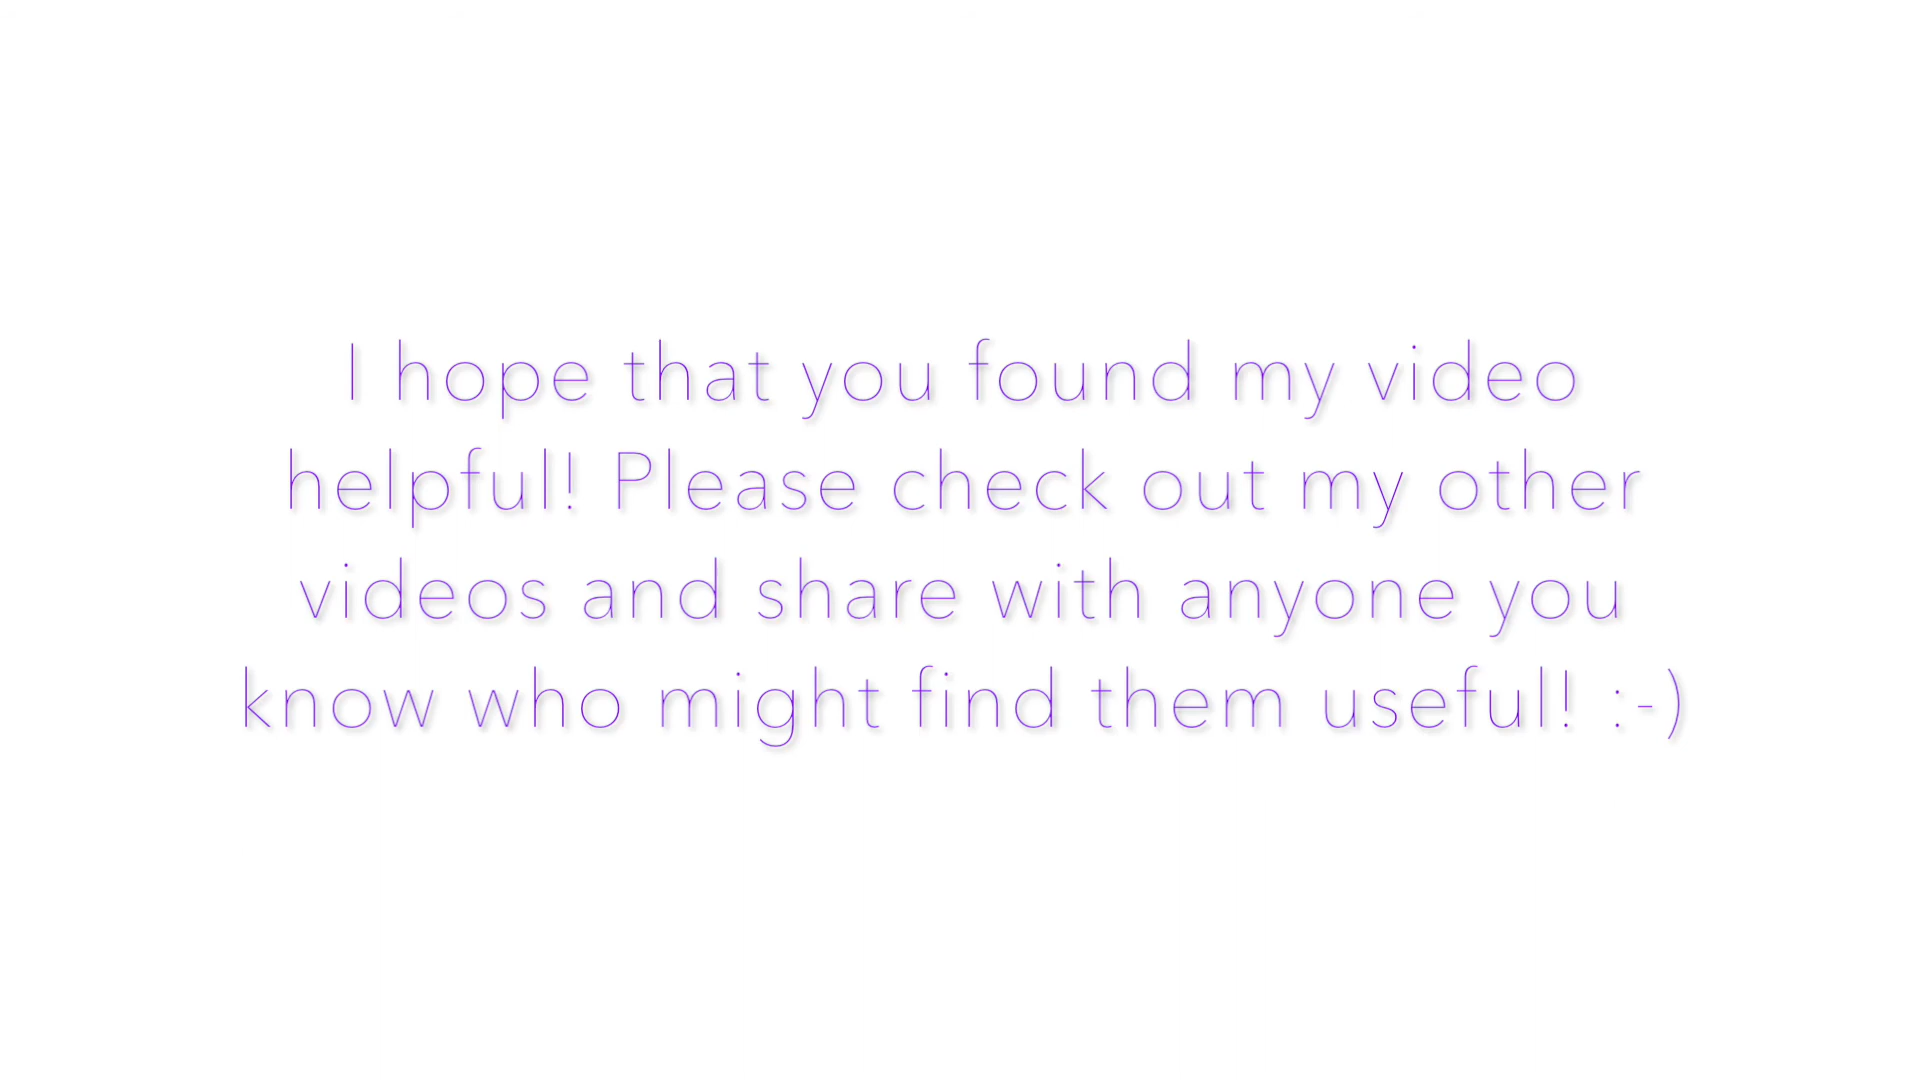 I hope that you found my video
helpful! Please check out my other
videos and share with anyone you
know who might find them useful! :-)